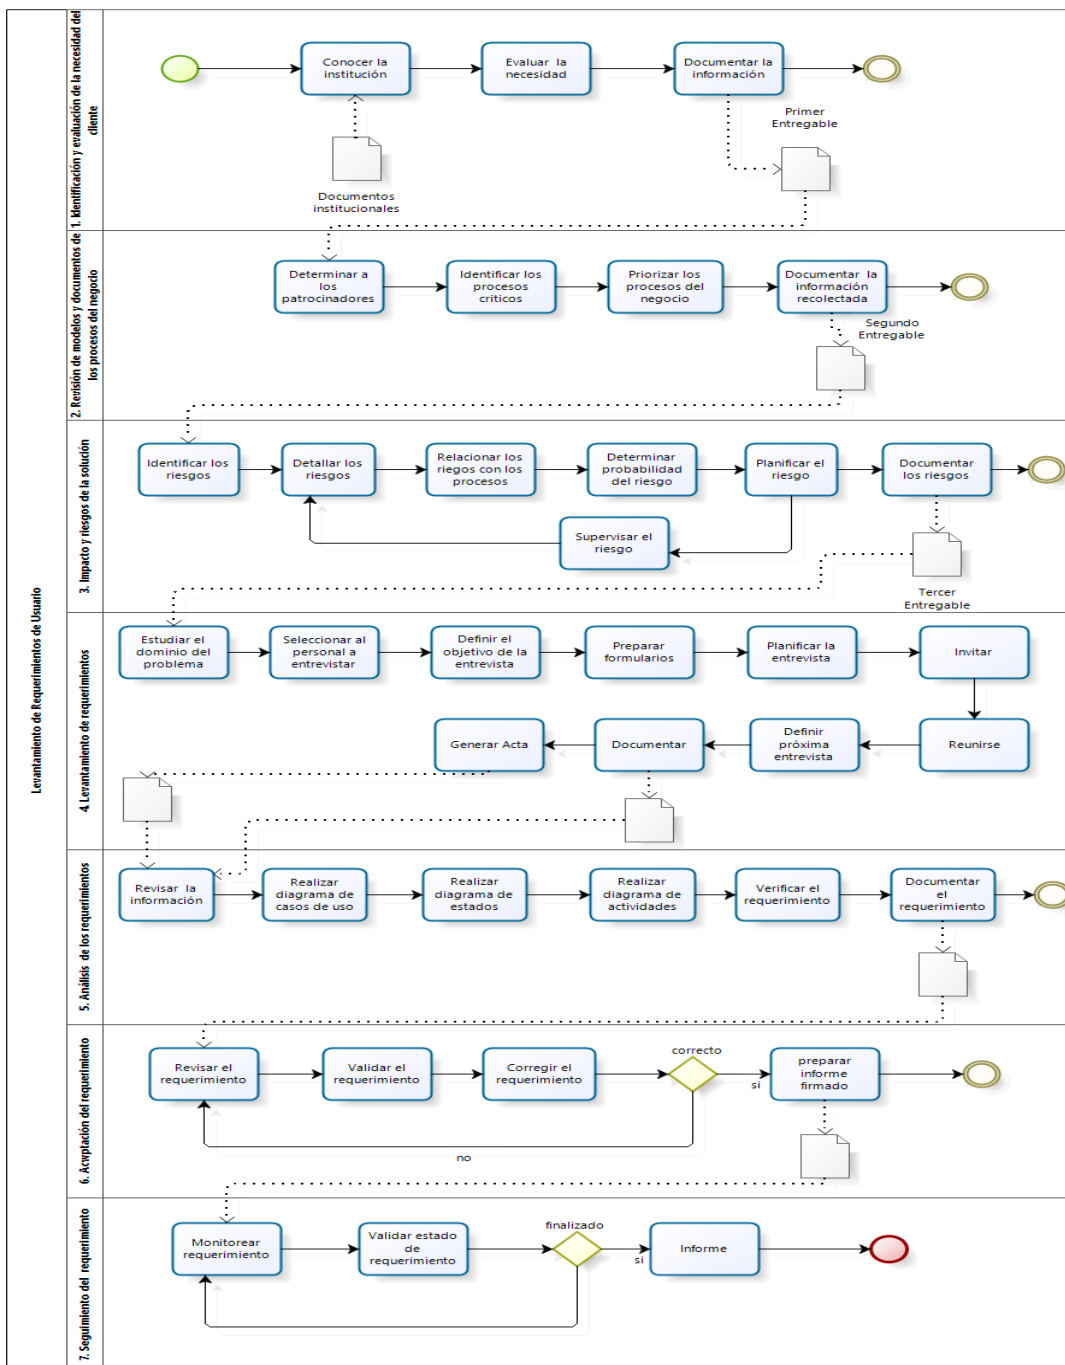 Levantamiento de Requerimientos de Usuario
1. Identificación y evaluación de la necesidad del
cliente
Conocer la
institución
Evaluar la
necesidad
Documentar la
información
Primer
Entregable
Documentos
institucionales
2. Revisión de modelos y documentos de
los procesos del negocio
Determinar a
los
patrocinadores
Identificar los
procesos
criticos
Priorizar los
procesos del
negocio
Documentar la
información
recolectada
Segundo
Entregable
3. Impacto y riesgos de la solución
Identificar los
riesgos
Detallar los
riesgos
Relacionar los
riegos con los
procesos
Determinar
probabilidad
del riesgo
Planificar el
riesgo
Documentar
los riesgos
Supervisar el
riesgo
Tercer
Entregable
4. Levantamiento de requerimientos
Estudiar el
dominio del
problema
Seleccionar al
personal a
entrevistar
Definir el
objetivo de la
entrevista
Preparar
formularios
Planificar la
entrevista
Invitar
Generar Acta
Documentar
Definir
próxima
entrevista
Reunirse
5. Análisis de los requerimientos
Revisar la
información
Realizar
diagrama de
casos de uso
Realizar
diagrama de
estados
Realizar
diagrama de
actividades
Verificar el
requerimiento
Documentar
el
requerimiento
6. Acwptación del requerimiento
Revisar el
requerimiento
Validar el
requerimiento
Corregir el
requerimiento
correcto
si
preparar
informe
firmado
no
7. Seguimiento del requerimiento
Monitorear
requerimiento
Validar estado
de
requerimiento
finalizado
si
Informe